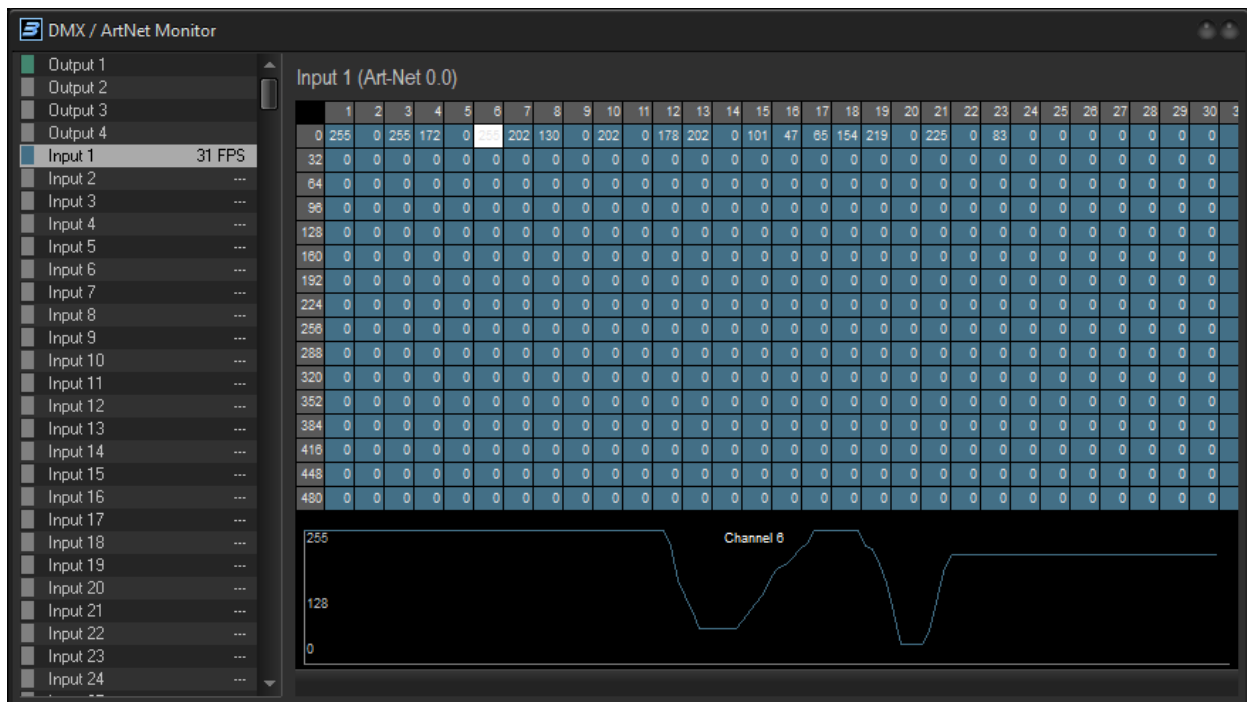 DMX / ArtNet Monitor
Output 1
Output 2
Output 3
Output 4
Input 1 31 FPS
Input 2 ---
Input 3 ---
Input 4 ---
Input 5 ---
Input 6 ---
Input 7 ---
Input 8 ---
Input 9 ---
Input 10 ---
Input 11 ---
Input 12 ---
Input 13 ---
Input 14 ---
Input 15 ---
Input 16 ---
Input 17 ---
Input 18 ---
Input 19 ---
Input 20 ---
Input 21 ---
Input 22 ---
Input 23 ---
Input 24 ---
Input 1 (Art-Net 0.0)
1 2 3 4 5 6 7 8 9 10 11 12 13 14 15 16 17 18 19 20 21 22 23 24 25 26 27 28 29 30
0 255 0 255 172 0 255 202 130 0 202 0 178 202 0 101 47 65 154 219 0 225 0 83 0 0 0 0 0 0 0
32 0 0 0 0 0 0 0 0 0 0 0 0 0 0 0 0 0 0 0 0 0 0 0 0 0 0 0 0 0 0
64 0 0 0 0 0 0 0 0 0 0 0 0 0 0 0 0 0 0 0 0 0 0 0 0 0 0 0 0 0 0
96 0 0 0 0 0 0 0 0 0 0 0 0 0 0 0 0 0 0 0 0 0 0 0 0 0 0 0 0 0 0
128 0 0 0 0 0 0 0 0 0 0 0 0 0 0 0 0 0 0 0 0 0 0 0 0 0 0 0 0 0 0
160 0 0 0 0 0 0 0 0 0 0 0 0 0 0 0 0 0 0 0 0 0 0 0 0 0 0 0 0 0 0
192 0 0 0 0 0 0 0 0 0 0 0 0 0 0 0 0 0 0 0 0 0 0 0 0 0 0 0 0 0 0
224 0 0 0 0 0 0 0 0 0 0 0 0 0 0 0 0 0 0 0 0 0 0 0 0 0 0 0 0 0 0
256 0 0 0 0 0 0 0 0 0 0 0 0 0 0 0 0 0 0 0 0 0 0 0 0 0 0 0 0 0 0
288 0 0 0 0 0 0 0 0 0 0 0 0 0 0 0 0 0 0 0 0 0 0 0 0 0 0 0 0 0 0
320 0 0 0 0 0 0 0 0 0 0 0 0 0 0 0 0 0 0 0 0 0 0 0 0 0 0 0 0 0 0
352 0 0 0 0 0 0 0 0 0 0 0 0 0 0 0 0 0 0 0 0 0 0 0 0 0 0 0 0 0 0
384 0 0 0 0 0 0 0 0 0 0 0 0 0 0 0 0 0 0 0 0 0 0 0 0 0 0 0 0 0 0
416 0 0 0 0 0 0 0 0 0 0 0 0 0 0 0 0 0 0 0 0 0 0 0 0 0 0 0 0 0 0
448 0 0 0 0 0 0 0 0 0 0 0 0 0 0 0 0 0 0 0 0 0 0 0 0 0 0 0 0 0 0
480 0 0 0 0 0 0 0 0 0 0 0 0 0 0 0 0 0 0 0 0 0 0 0 0 0 0 0 0 0 0
255 Channel 6
128
0